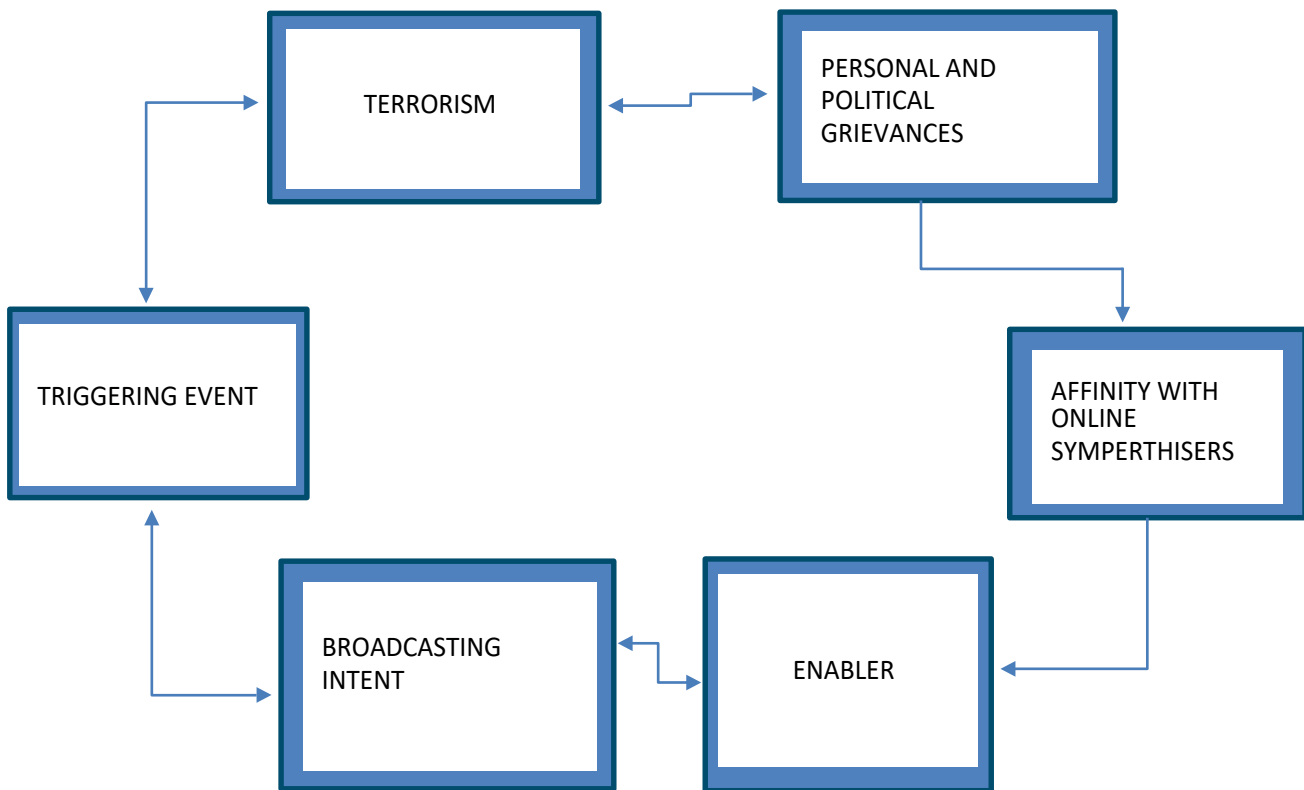 TERRORISM
PERSONAL AND
POLITICAL
GRIEVANCES
AFFINITY WITH
ONLINE
SYMPERTHISERS
ENABLER
BROADCASTING
INTENT
TRIGGERING EVENT